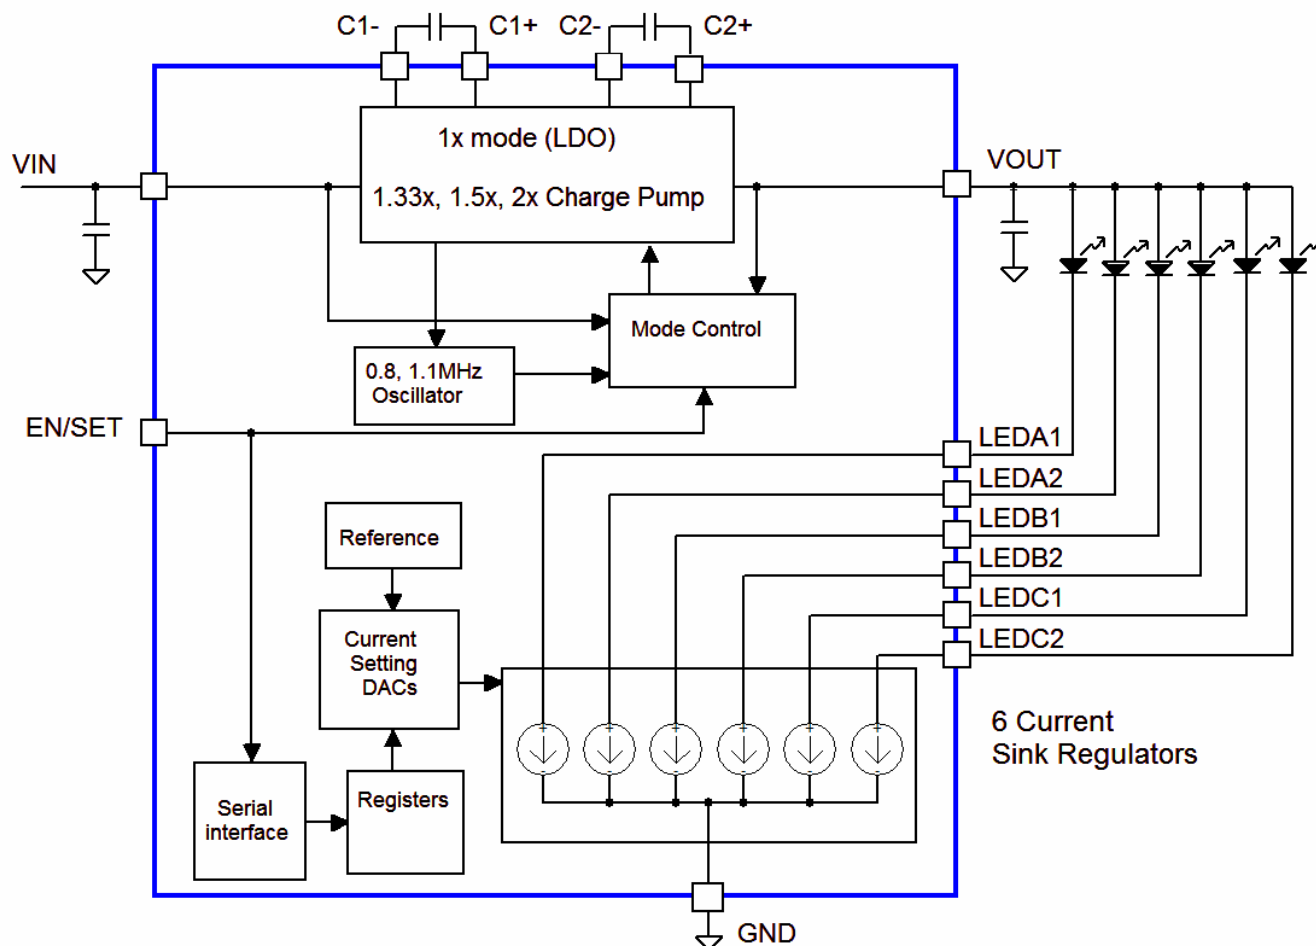 C1-
C1+
C2-
C2+
1x mode (LDO)
1.33x, 1.5x, 2x Charge Pump
VIN
VOUT
Mode Control
0.8, 1.1MHz
Oscillator
EN/SET
LEDA1
LEDA2
LEDB1
LEDB2
LEDC1
LEDC2
Reference
Current
Setting
DACs
6 Current
Sink Regulators
Serial
interface
Registers
GND